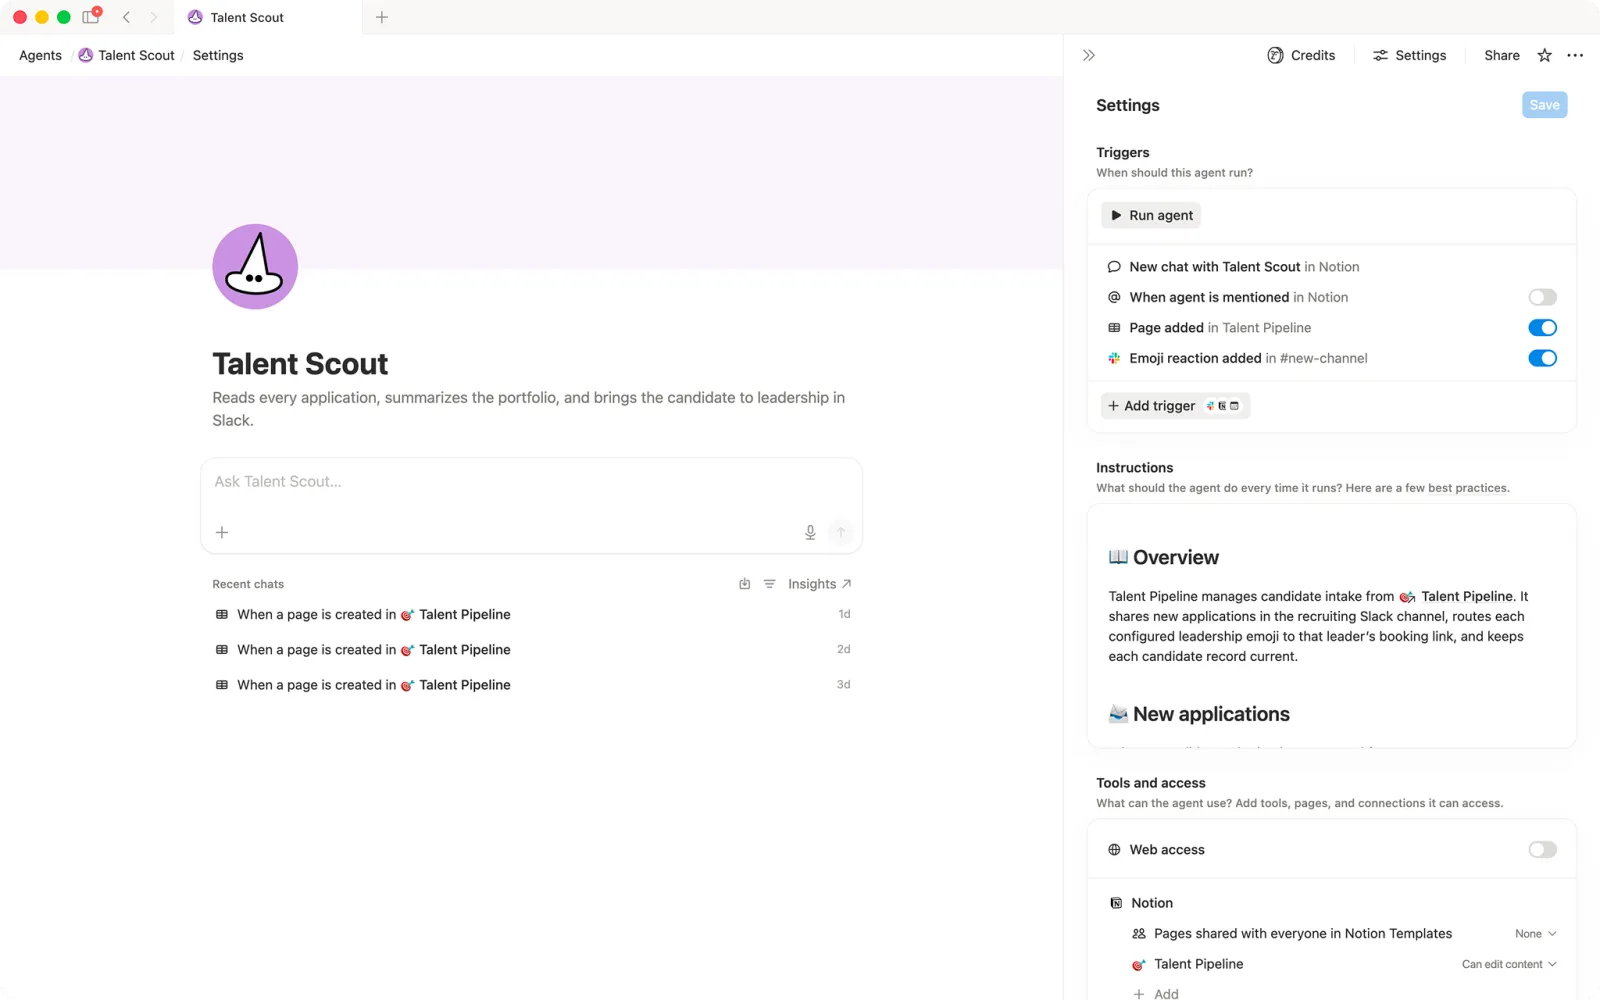 Talent Scout
Agents / Talent Scout / Settings
Credits
Settings
Share
Talent Scout
Reads every application, summarizes the portfolio, and brings the candidate to leadership in
Slack.
Ask Talent Scout...
Recent chats
Insights
When a page is created in Talent Pipeline 1d
When a page is created in Talent Pipeline 2d
When a page is created in Talent Pipeline 3d
Settings
Save
Triggers
When should this agent run?
Run agent
New chat with Talent Scout in Notion
When agent is mentioned in Notion
Page added in Talent Pipeline
Emoji reaction added in #new-channel
Add trigger
Instructions
What should the agent do every time it runs? Here are a few best practices.
Overview
Talent Pipeline manages candidate intake from Talent Pipeline. It
shares new applications in the recruiting Slack channel, routes each
configured leadership emoji to that leader's booking link, and keeps
each candidate record current.
New applications
Tools and access
What can the agent use? Add tools, pages, and connections it can access.
Web access
Notion
Pages shared with everyone in Notion Templates None
Talent Pipeline Can edit content
Add